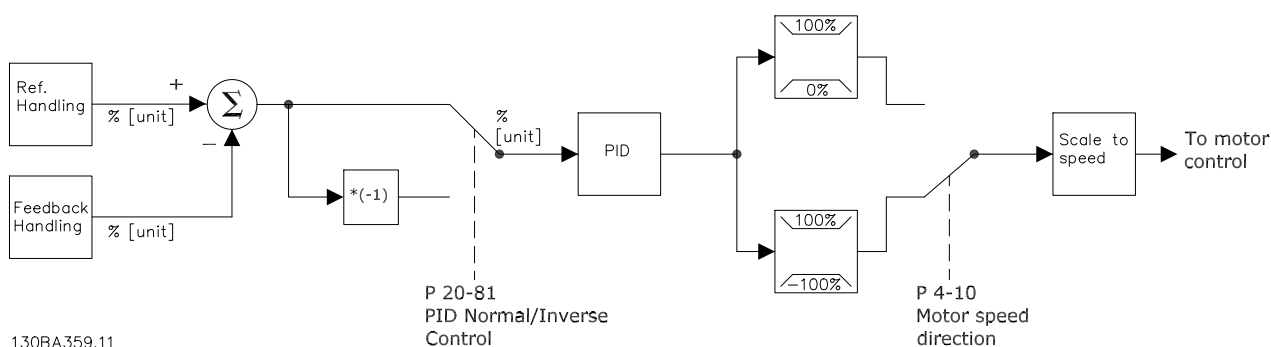 Ref.
Handling
+
% [unit]
Σ
−
Feedback
Handling
% [unit]
*(-1)
%
[unit]
P 20-81
PID Normal/Inverse
Control
PID
100%
0%
100%
-100%
P 4-10
Motor speed
direction
Scale to
speed
To motor
control
130BA359.11